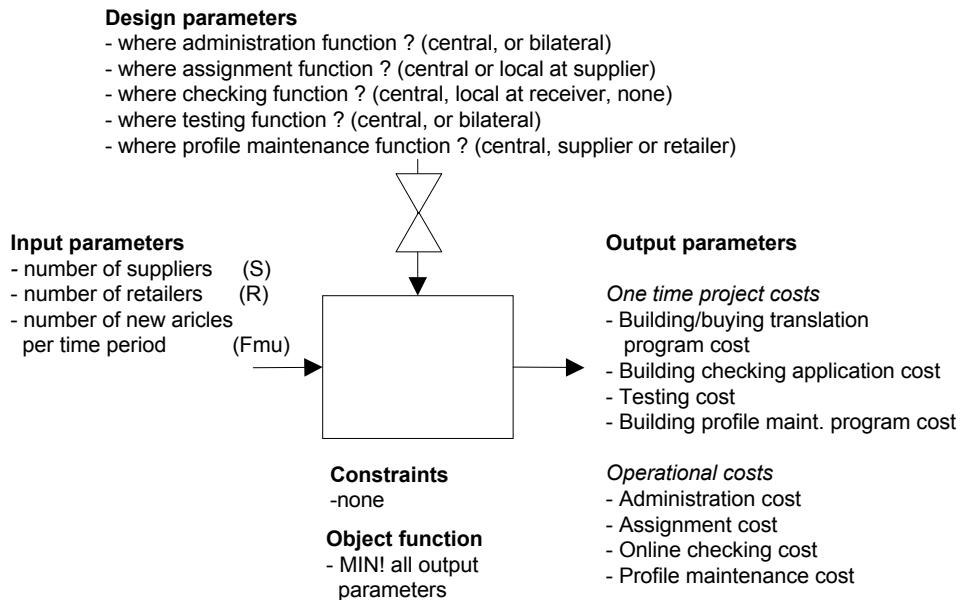 Design parameters
- where administration function ? (central, or bilateral)
- where assignment function ? (central or local at supplier)
- where checking function ? (central, local at receiver, none)
- where testing function ? (central, or bilateral)
- where profile maintenance function ? (central, supplier or retailer)
Input parameters
- number of suppliers (S)
- number of retailers (R)
- number of new aricles
per time period (Fmu)
Constraints
-none
Object function
- MIN! all output
parameters
Output parameters
One time project costs
- Building/buying translation
program cost
- Building checking application cost
- Testing cost
- Building profile maint. program cost
Operational costs
- Administration cost
- Assignment cost
- Online checking cost
- Profile maintenance cost